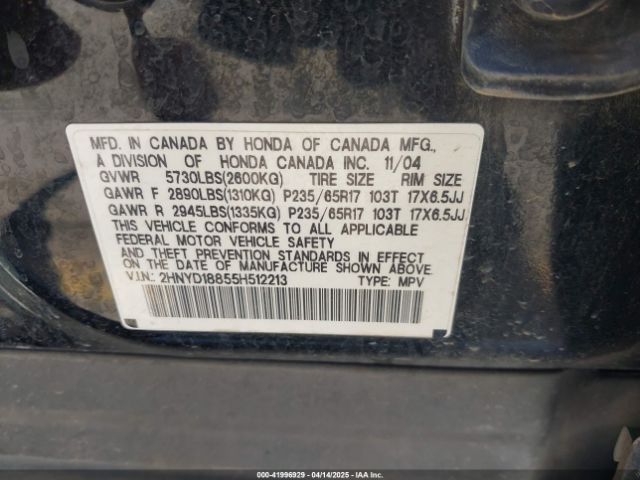 MFD. IN CANADA BY HONDA OF CANADA MFG.,
A DIVISION OF HONDA CANADA INC. 11/04
GVWR 5730LBS(2600KG) TIRE SIZE RIM SIZE
GAWR F 2890LBS(1310KG) P235/65R17 103T 17X6.5JJ
GAWR R 2945LBS(1335KG) P235/65R17 103T 17X6.5JJ
THIS VEHICLE CONFORMS TO ALL APPLICABLE
FEDERAL MOTOR VEHICLE SAFETY
AND THEFT PREVENTION STANDARDS IN EFFECT
ON THE DATE OF MANUFACTURE SHOWN ABOVE.
V.I.N.: 2HNYD18855H512213 TYPE: MPV
000-41996929 - 04/14/2025 - IAAI.COM